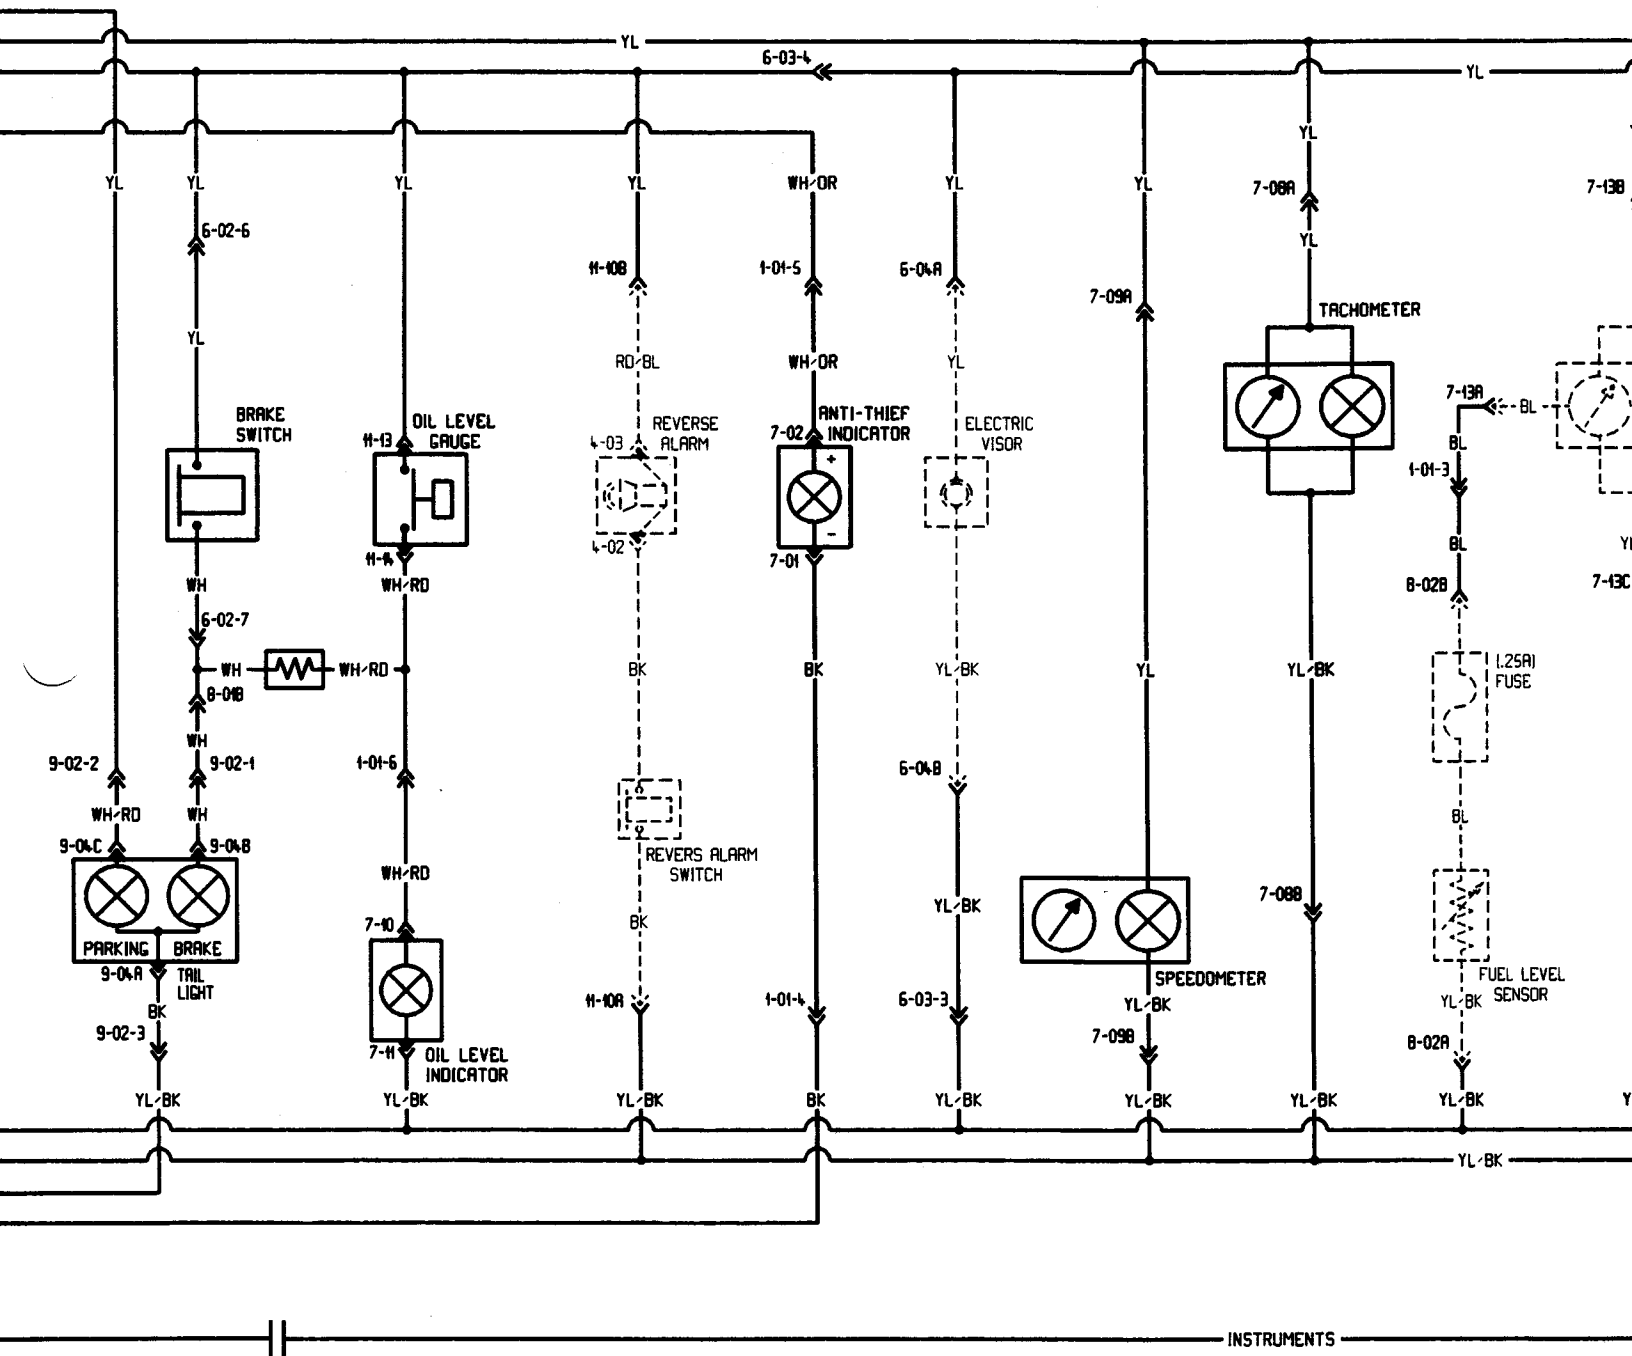 YL
6-03-4
YL
YL
YL
YL
YL
WH/OR
YL
YL
YL
7-08A
7-13B
6-02-6
YL
11-10B
1-01-5
6-04A
7-09A
TACHOMETER
YL
RD/BL
WH/OR
YL
7-13A
BL
BRAKE
SWITCH
OIL LEVEL
GAUGE
11-13
REVERSE
ALARM
4-03
ANTI-THIEF
INDICATOR
7-02
+
-
ELECTRIC
VISOR
BL
1-01-3
4-02
7-01
11-14
BL
WH
WH/RD
8-02B
7-13C
6-02-7
WH
WH/RD
BK
BK
YL/BK
YL
YL/BK
(.25A)
FUSE
8-01B
WH
9-02-2
9-02-1
1-01-6
6-04B
WH/RD
WH
BL
9-04C
9-04B
REVERS ALARM
SWITCH
WH/RD
7-08B
YL/BK
7-10
BK
PARKING
BRAKE
9-04A
TAIL
LIGHT
SPEEDOMETER
FUEL LEVEL
SENSOR
BK
11-10A
1-01-4
6-03-3
YL/BK
YL/BK
9-02-3
7-09B
8-02A
7-11
OIL LEVEL
INDICATOR
YL/BK
YL/BK
YL/BK
BK
YL/BK
YL/BK
YL/BK
YL/BK
YL/BK
INSTRUMENTS